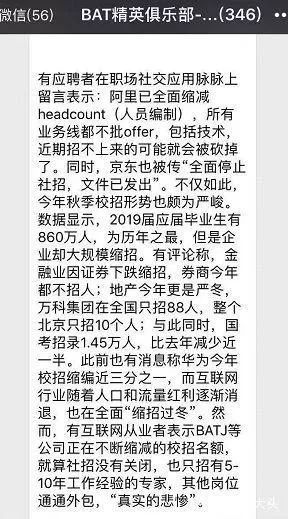 微信(56) BAT精英俱乐部-...(346)
有应聘者在职场社交应用脉脉上
留言表示：阿里已全面缩减
headcount（人员编制），所有
业务线都不批offer，包括技术，
近期招不上来的可能就会被砍掉
了。同时，京东也被传“全面停止
社招，文件已发出”。不仅如此，
今年秋季校招形势也颇为严峻。
数据显示，2019届应届毕业生有
860万人，为历年之最，但是企
业却大规模缩招。有评论称，金
融业因证券下跌缩招，券商今年
都不招人；地产今年更是严冬，
万科集团在全国只招88人，整个
北京只招10个人；与此同时，国
考招录1.45万人，比去年减少近
一半。此前也有消息称华为今年
校招缩编近三分之一，而互联网
行业随着人口和流量红利逐渐消
退，也在全面“缩招过冬”。然
而，有互联网从业者表示BATJ等
公司正在不断缩减的校招名额，
就算社招没有关闭，也只招有5-
10年工作经验的专家，其他岗位
通通外包，“真实的悲惨”。